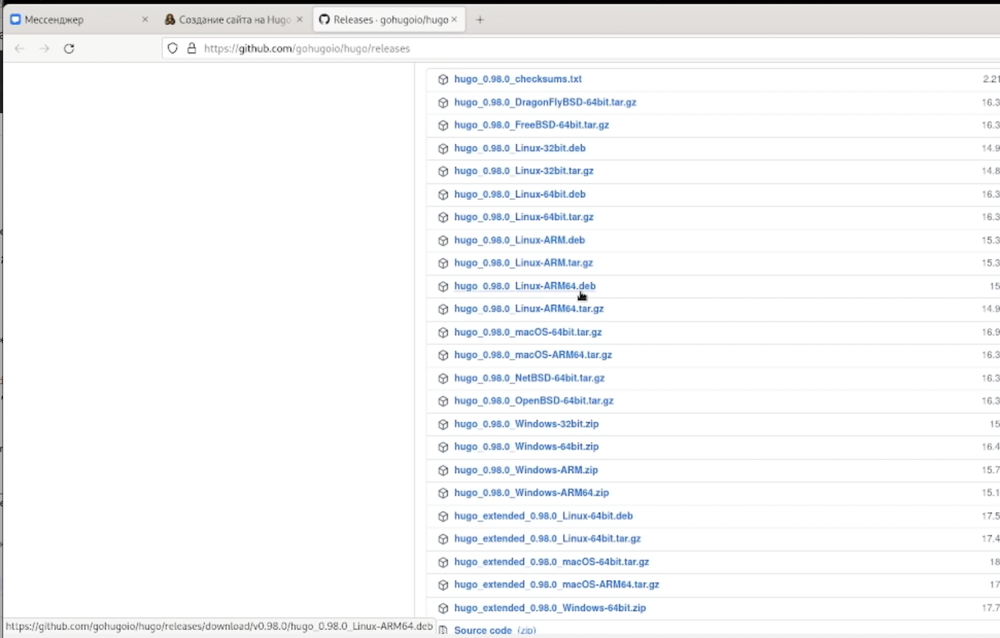 Мессенджер
Создание сайта на Hugo
Releases · gohugoio/hugo
https://github.com/gohugoio/hugo/releases
hugo_0.98.0_checksums.txt 2.21
hugo_0.98.0_DragonFlyBSD-64bit.tar.gz 16.3
hugo_0.98.0_FreeBSD-64bit.tar.gz 16.3
hugo_0.98.0_Linux-32bit.deb 14.9
hugo_0.98.0_Linux-32bit.tar.gz 14.8
hugo_0.98.0_Linux-64bit.deb 16.3
hugo_0.98.0_Linux-64bit.tar.gz 16.3
hugo_0.98.0_Linux-ARM.deb 15.3
hugo_0.98.0_Linux-ARM.tar.gz 15.3
hugo_0.98.0_Linux-ARM64.deb 15
hugo_0.98.0_Linux-ARM64.tar.gz 14.9
hugo_0.98.0_macOS-64bit.tar.gz 16.9
hugo_0.98.0_macOS-ARM64.tar.gz 16.3
hugo_0.98.0_NetBSD-64bit.tar.gz 16.3
hugo_0.98.0_OpenBSD-64bit.tar.gz 16.3
hugo_0.98.0_Windows-32bit.zip 15
hugo_0.98.0_Windows-64bit.zip 16.4
hugo_0.98.0_Windows-ARM.zip 15.7
hugo_0.98.0_Windows-ARM64.zip 15.1
hugo_extended_0.98.0_Linux-64bit.deb 17.5
hugo_extended_0.98.0_Linux-64bit.tar.gz 17.4
hugo_extended_0.98.0_macOS-64bit.tar.gz 18
hugo_extended_0.98.0_macOS-ARM64.tar.gz 17
hugo_extended_0.98.0_Windows-64bit.zip 17.7
Source code (zip)
https://github.com/gohugoio/hugo/releases/download/v0.98.0/hugo_0.98.0_Linux-ARM64.deb